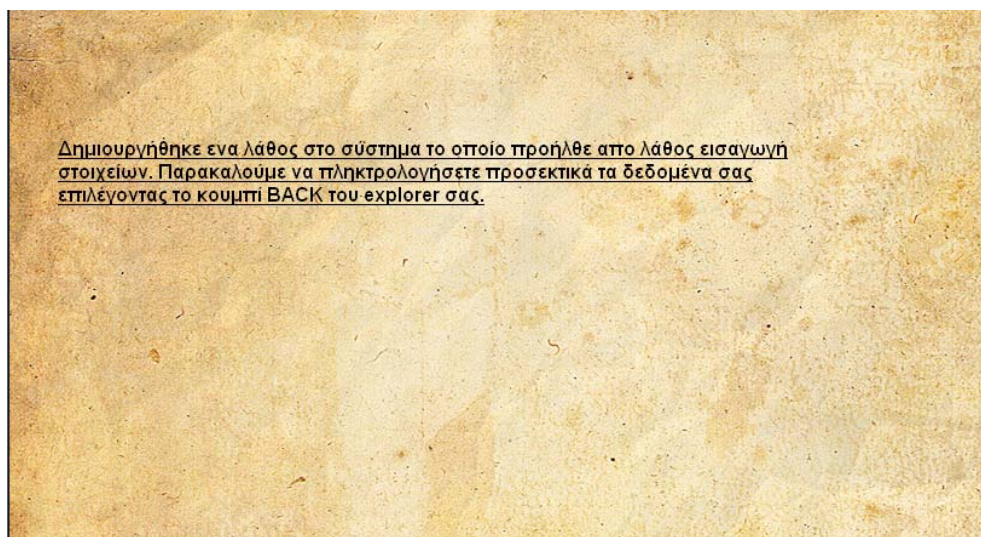 Δημιουργήθηκε ενα λάθος στο σύστημα το οποίο προήλθε απο λάθος εισαγωγή
στοιχείων. Παρακαλούμε να πληκτρολογήσετε προσεκτικά τα δεδομένα σας
επιλέγοντας το κουμπί BACK του explorer σας.